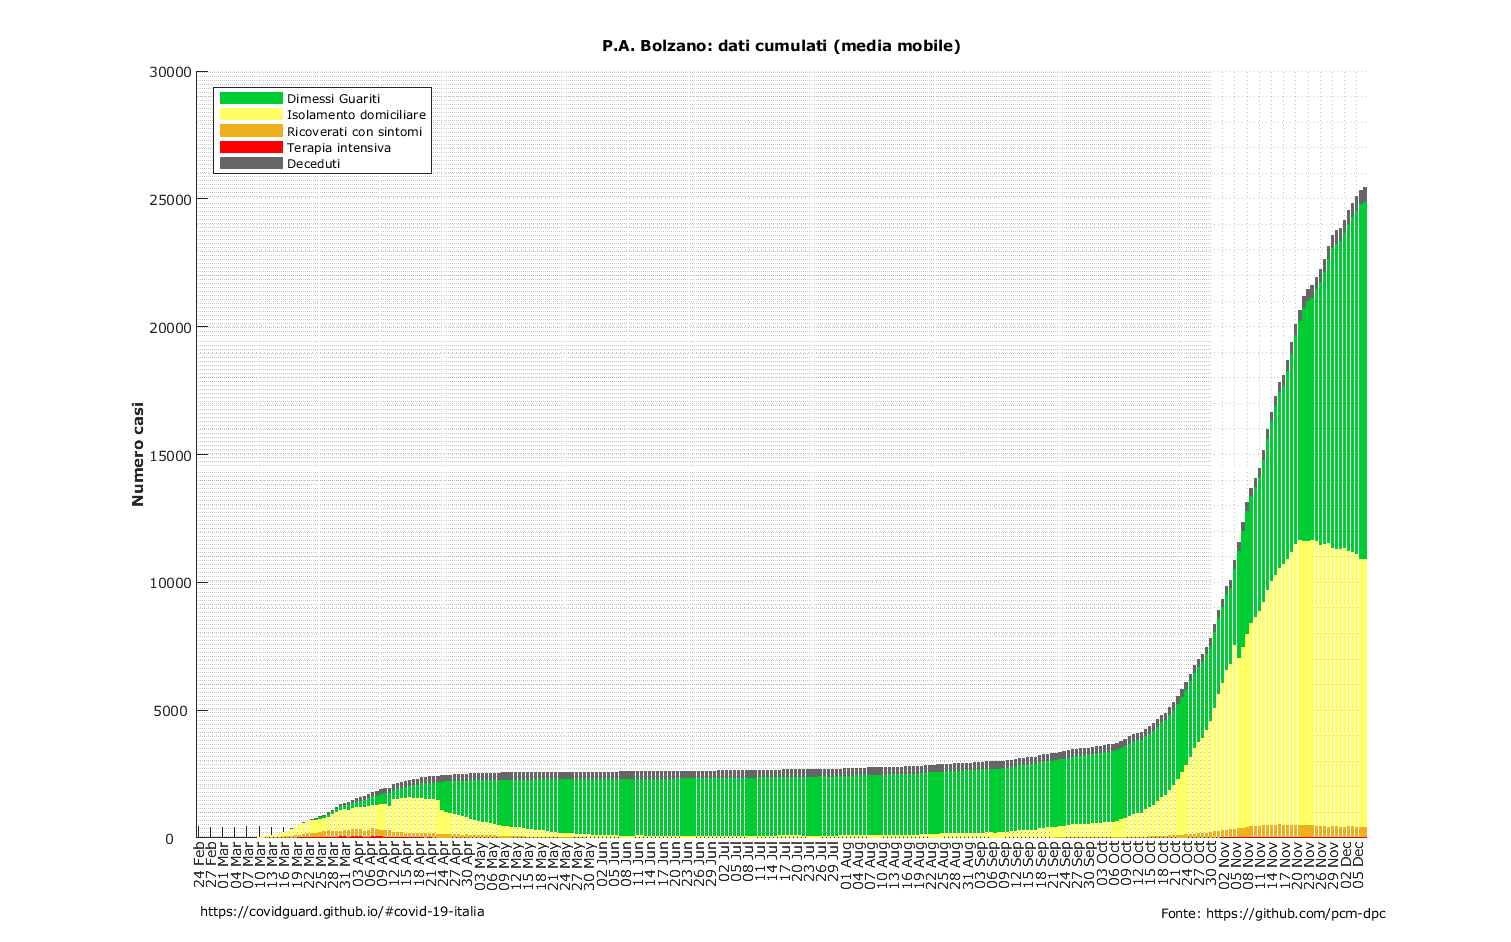 P.A. Bolzano: dati cumulati (media mobile)
30000
25000
20000
15000
10000
5000
0
Numero casi
Dimessi Guariti
Isolamento domiciliare
Ricoverati con sintomi
Terapia intensiva
Deceduti
24 Feb
27 Feb
01 Mar
04 Mar
07 Mar
10 Mar
13 Mar
16 Mar
19 Mar
22 Mar
25 Mar
28 Mar
31 Mar
03 Apr
06 Apr
09 Apr
12 Apr
15 Apr
18 Apr
21 Apr
24 Apr
27 Apr
30 Apr
03 May
06 May
09 May
12 May
15 May
18 May
21 May
24 May
27 May
30 May
02 Jun
05 Jun
08 Jun
11 Jun
14 Jun
17 Jun
20 Jun
23 Jun
26 Jun
29 Jun
02 Jul
05 Jul
08 Jul
11 Jul
14 Jul
17 Jul
20 Jul
23 Jul
26 Jul
29 Jul
01 Aug
04 Aug
07 Aug
10 Aug
13 Aug
16 Aug
19 Aug
22 Aug
25 Aug
28 Aug
31 Aug
03 Sep
06 Sep
09 Sep
12 Sep
15 Sep
18 Sep
21 Sep
24 Sep
27 Sep
30 Sep
03 Oct
06 Oct
09 Oct
12 Oct
15 Oct
18 Oct
21 Oct
24 Oct
27 Oct
30 Oct
02 Nov
05 Nov
08 Nov
11 Nov
14 Nov
17 Nov
20 Nov
23 Nov
26 Nov
29 Nov
02 Dec
05 Dec
https://covidguard.github.io/#covid-19-italia
Fonte: https://github.com/pcm-dpc